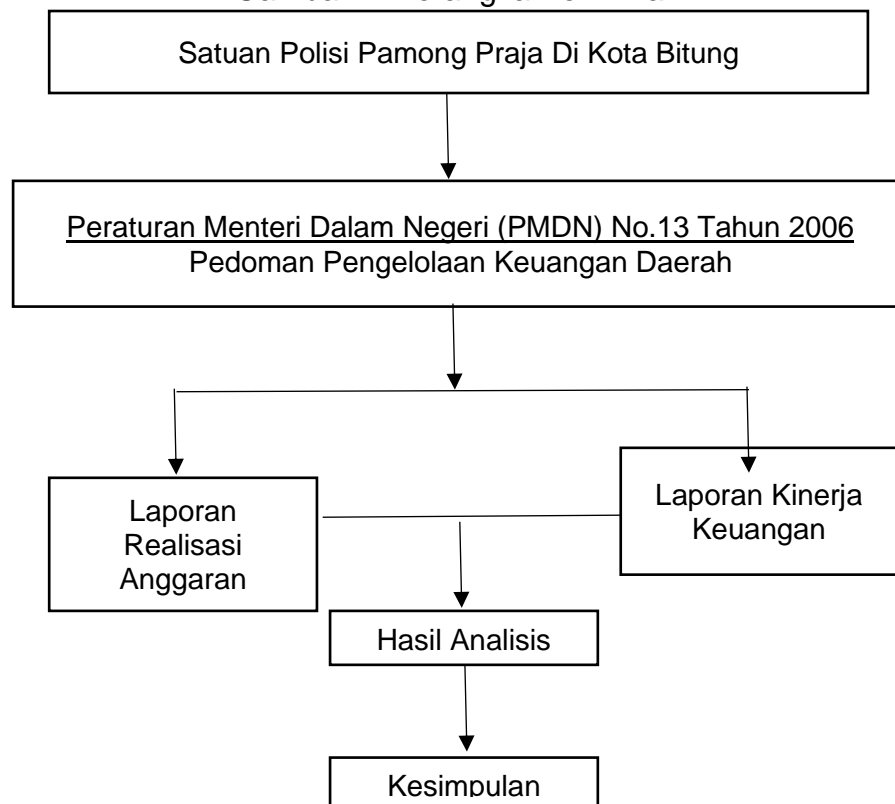 Satuan Polisi Pamong Praja Di Kota Bitung
Peraturan Menteri Dalam Negeri (PMDN) No.13 Tahun 2006
Pedoman Pengelolaan Keuangan Daerah
Laporan
Realisasi
Anggaran
Laporan Kinerja
Keuangan
Hasil Analisis
Kesimpulan